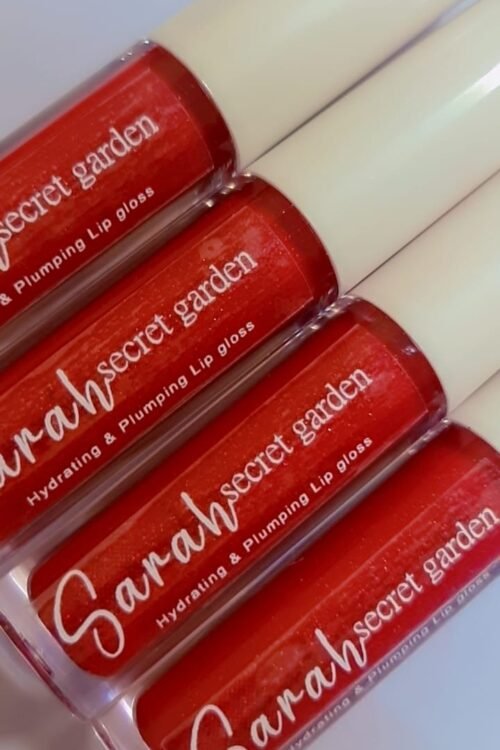 secret garden
& Plumping Lip gloss
Sarah secret garden
Hydrating & Plumping Lip gloss
Sarah secret garden
Hydrating & Plumping Lip gloss
Sarah secret garden
Hydrating & Plumping Lip gloss